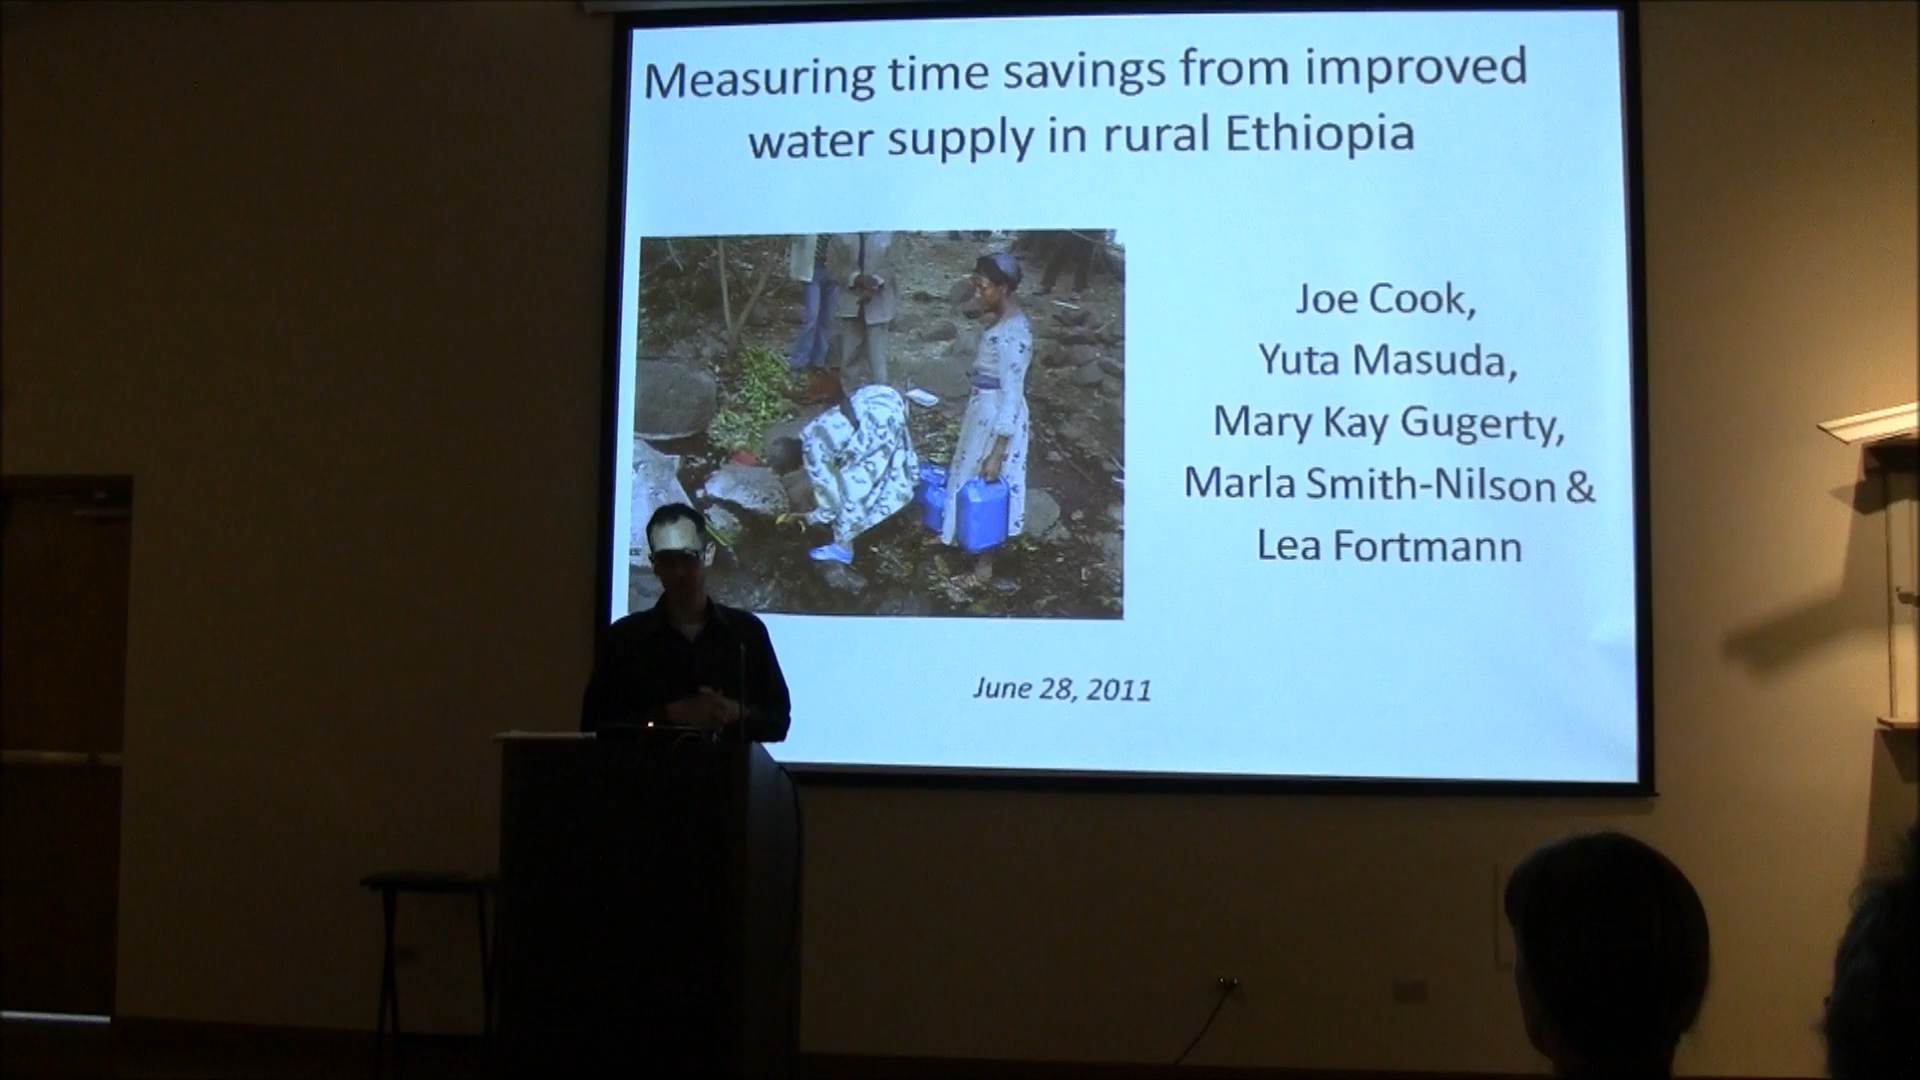 Measuring time savings from improved
water supply in rural Ethiopia
Joe Cook,
Yuta Masuda,
Mary Kay Gugerty,
Marla Smith-Nilson &
Lea Fortmann
June 28, 2011